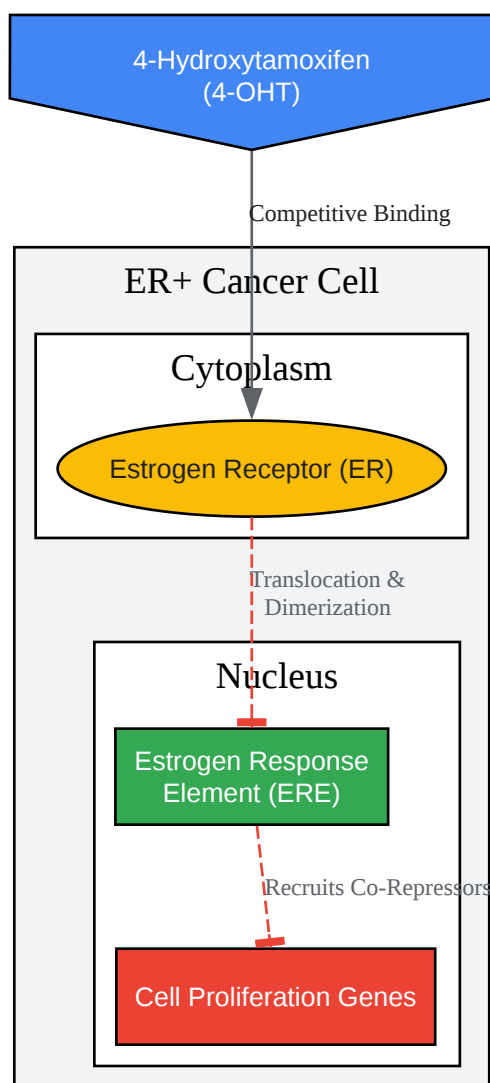 4-Hydroxytamoxifen
(4-OHT)
Competitive Binding
ER+ Cancer Cell
Cytoplasm
Estrogen Receptor (ER)
Translocation &
Dimerization
Nucleus
Estrogen Response
Element (ERE)
Recruits Co-Repressors
Cell Proliferation Genes